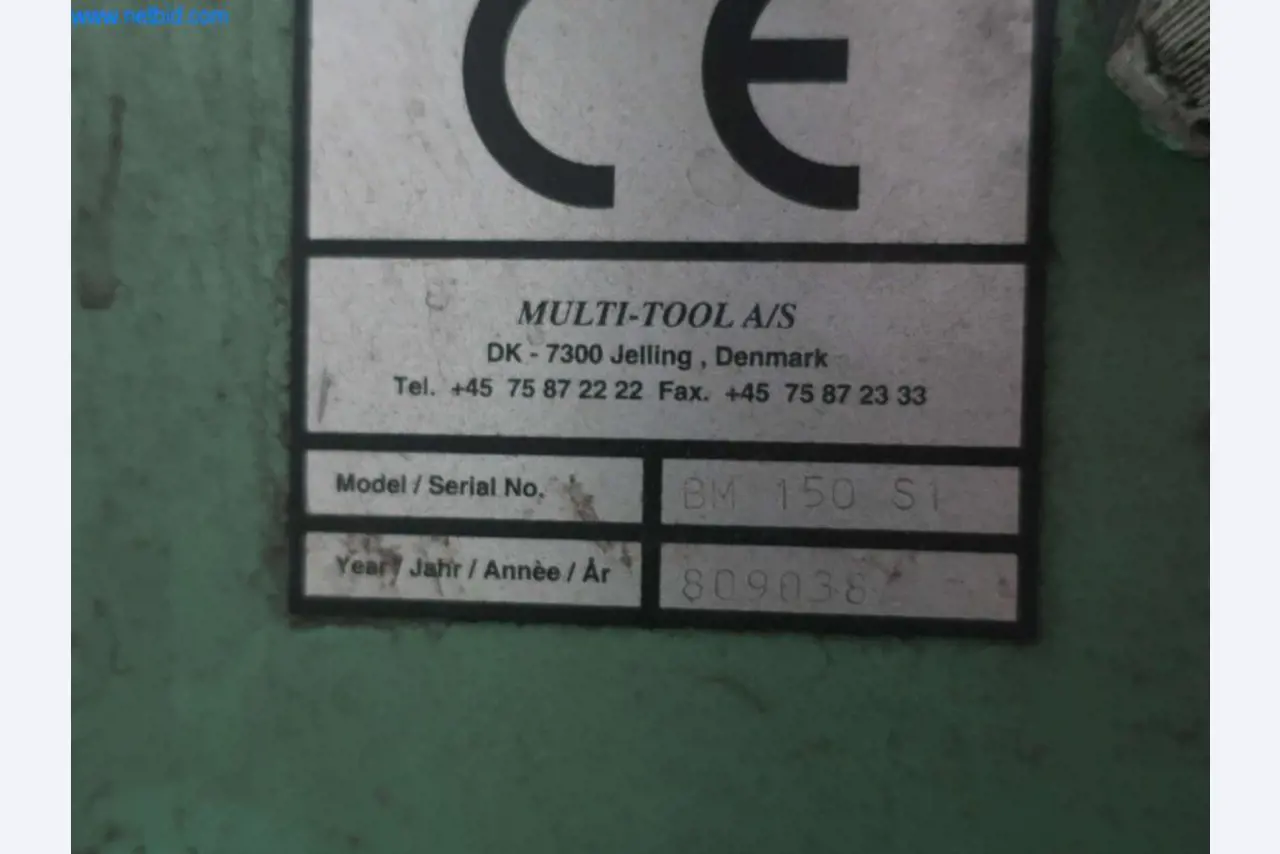 www.netbid.com
CE
MULTI-TOOL A/S
DK - 7300 Jelling , Denmark
Tel. +45 75 87 22 22 Fax. +45 75 87 23 33
Model / Serial No. BM 150 S1
Year / Jahr / Annèe / År 809038